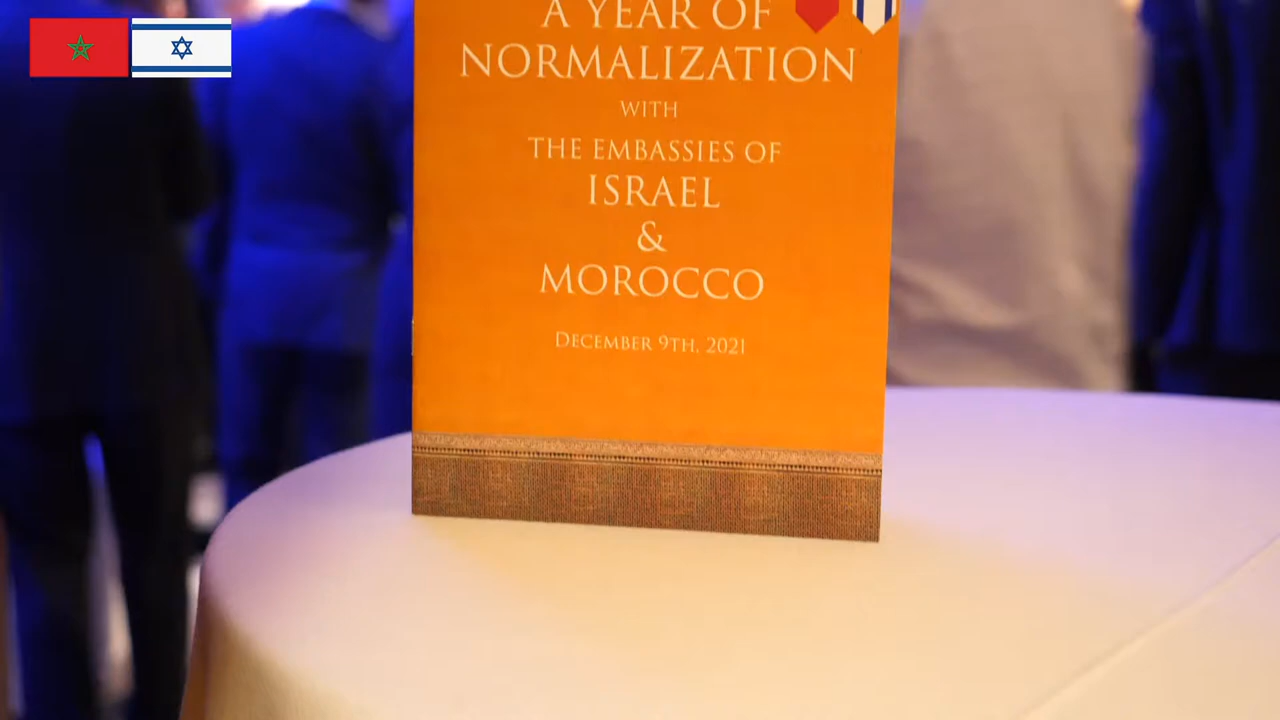 A YEAR OF
NORMALIZATION
WITH
THE EMBASSIES OF
ISRAEL
&
MOROCCO
DECEMBER 9TH, 2021